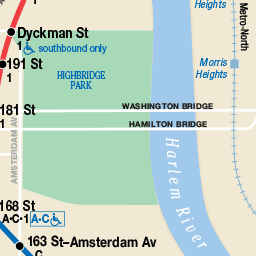 Heights
Dyckman St
1
southbound only
Metro-North
191 St
1
HIGHBRIDGE
PARK
Morris
Heights
181 St
1
WASHINGTON BRIDGE
HAMILTON BRIDGE
AMSTERDAM AV
Harlem River
168 St
A•C•1 A•C
163 St–Amsterdam Av
C